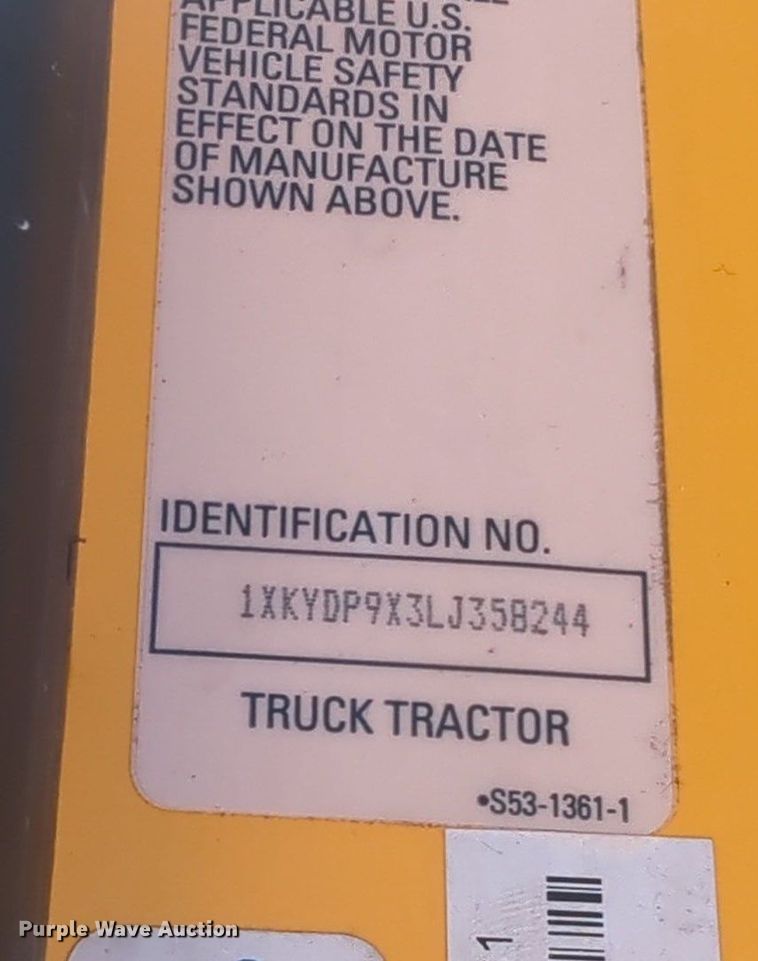 APPLICABLE U.S.
FEDERAL MOTOR
VEHICLE SAFETY
STANDARDS IN
EFFECT ON THE DATE
OF MANUFACTURE
SHOWN ABOVE.
IDENTIFICATION NO.
1XKYDP9X3LJ358244
TRUCK TRACTOR
•S53-1361-1
1
Purple Wave Auction